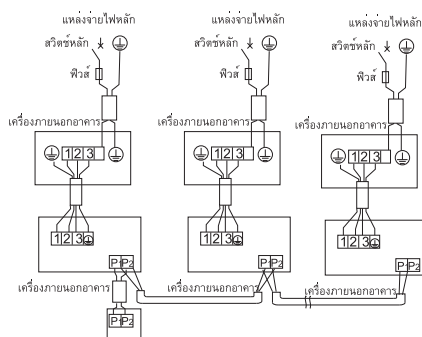 แหล่งจ่ายไฟหลัก แหล่งจ่ายไฟหลัก แหล่งจ่ายไฟหลัก
สวิตช์หลัก สวิตช์หลัก สวิตช์หลัก
ฟิวส์ ฟิวส์ ฟิวส์
เครื่องภายนอกอาคาร เครื่องภายนอกอาคาร เครื่องภายนอกอาคาร
1 2 3 1 2 3 1 2 3
1 2 3 1 2 3 1 2 3
P1 P2 P1 P2 P1 P2
เครื่องภายนอกอาคาร เครื่องภายนอกอาคาร เครื่องภายนอกอาคาร
P1 P2